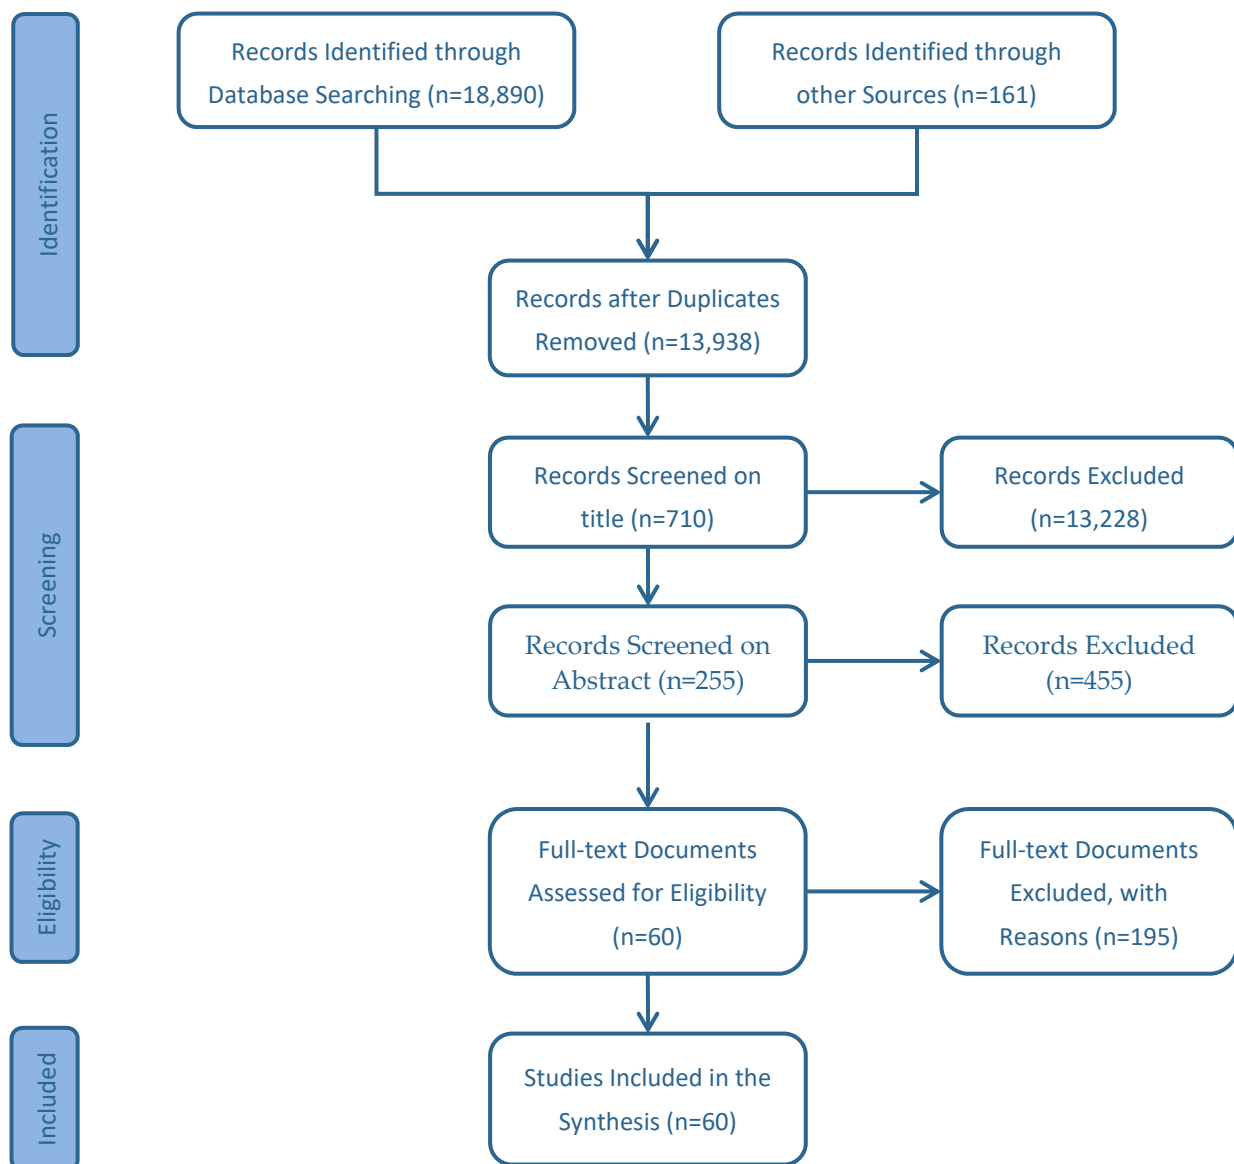 Identification
Records Identified through
Database Searching (n=18,890)
Records Identified through
other Sources (n=161)
Records after Duplicates
Removed (n=13,938)
Screening
Records Screened on
title (n=710)
Records Excluded
(n=13,228)
Records Screened on
Abstract (n=255)
Records Excluded
(n=455)
Eligibility
Full-text Documents
Assessed for Eligibility
(n=60)
Full-text Documents
Excluded, with
Reasons (n=195)
Included
Studies Included in the
Synthesis (n=60)